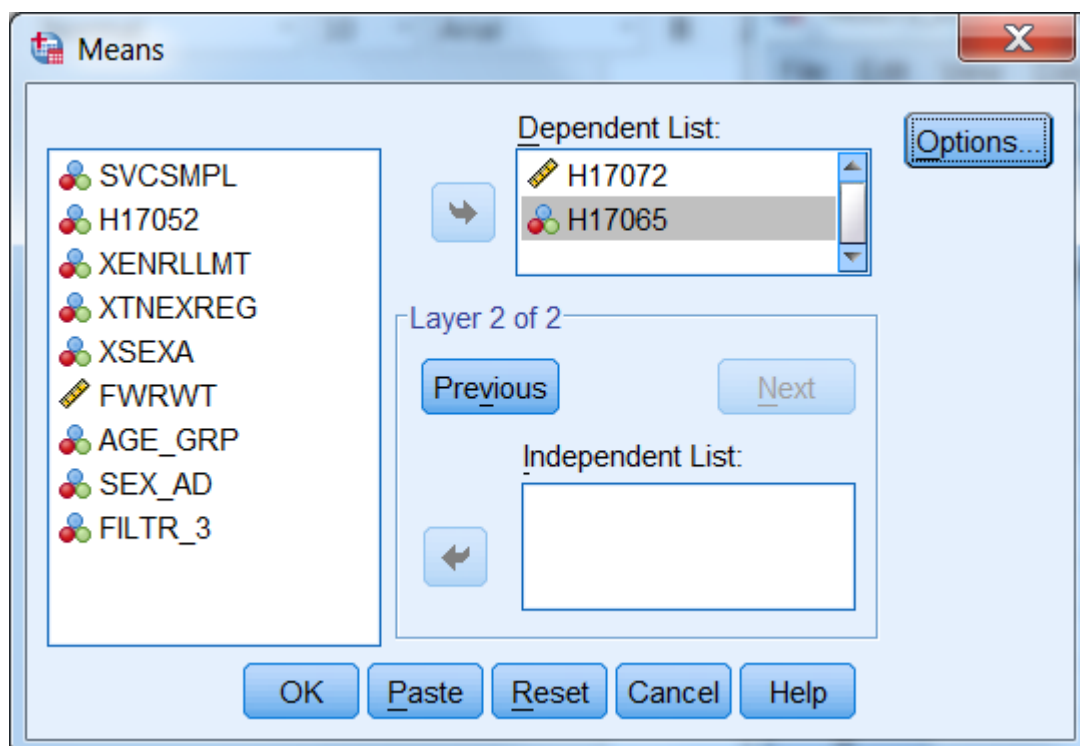 Means
Dependent List:
Options...
SVCSMPL
H17052
XENRLLMT
XTNEXREG
XSEXA
FWRWT
AGE_GRP
SEX_AD
FILTR_3
H17072
H17065
Layer 2 of 2
Previous
Next
Independent List:
OK
Paste
Reset
Cancel
Help